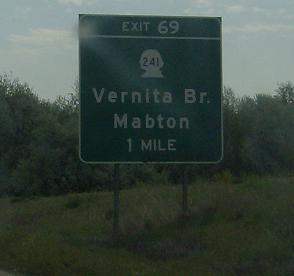 EXIT 69
241
Vernita Br.
Mabton
1 MILE